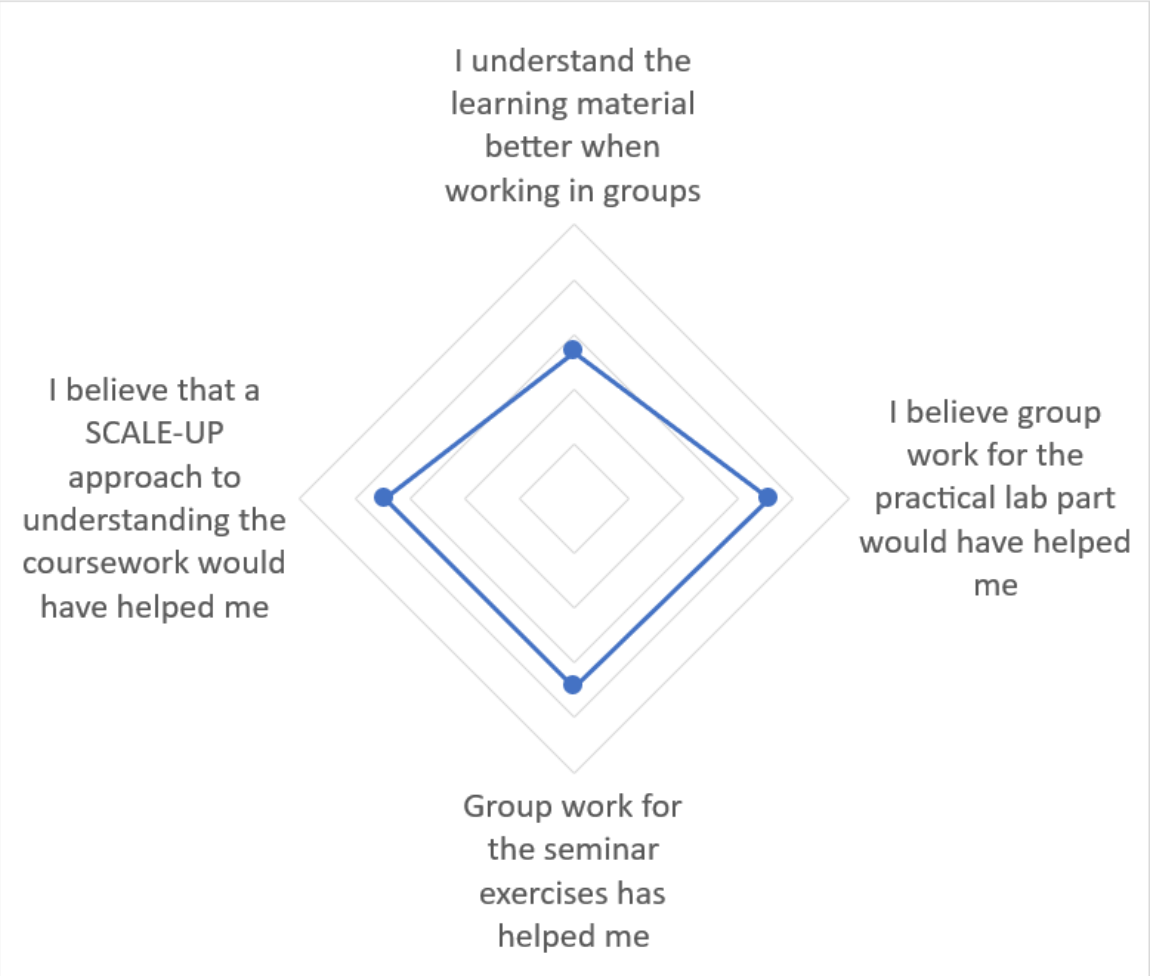 I understand the
learning material
better when
working in groups
I believe group
work for the
practical lab part
would have helped
me
Group work for
the seminar
exercises has
helped me
I believe that a
SCALE-UP
approach to
understanding the
coursework would
have helped me